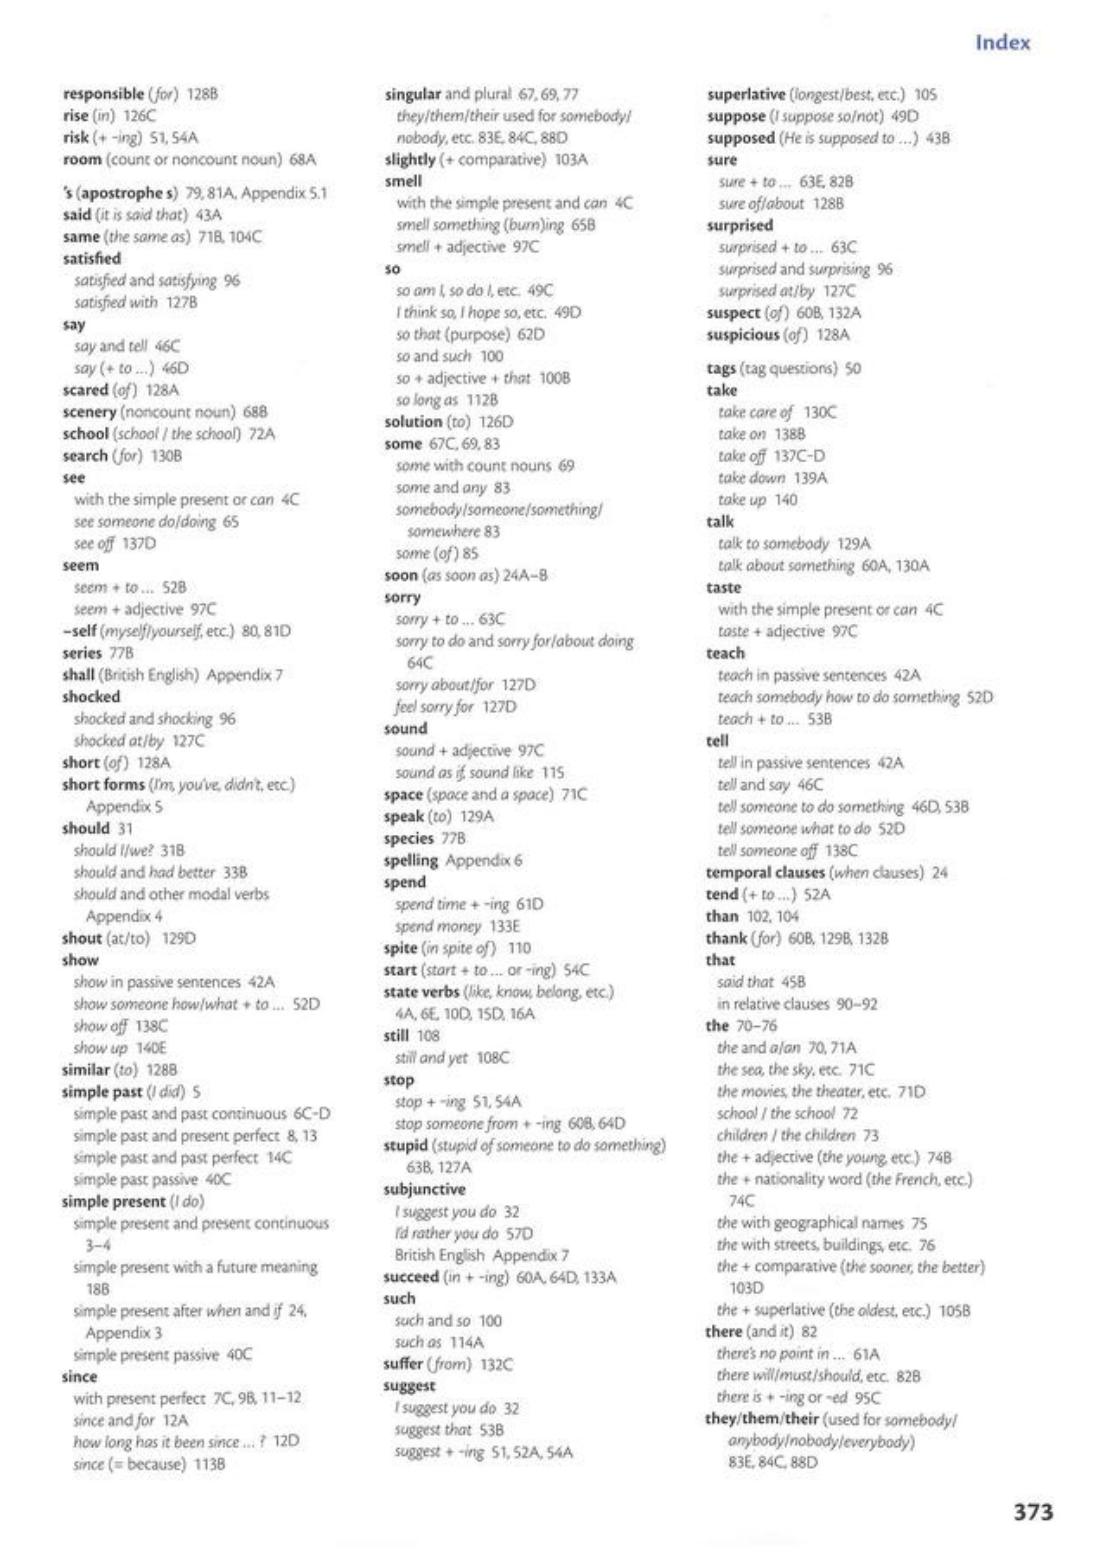 Index
responsible (for) 128B
rise (in) 126C
risk (+ -ing) 51, 54A
room (count or noncount noun) 68A
's (apostrophe s) 79, 81A, Appendix 5.1
said (it is said that) 43A
same (the same as) 71B, 104C
satisfied
satisfied and satisfying 96
satisfied with 127B
say
say and tell 46C
say (+ to ...) 46D
scared (of) 128A
scenery (noncount noun) 68B
school (school / the school) 72A
search (for) 130B
see
with the simple present or can 4C
see someone do/doing 65
see off 137D
seem
seem + to ... 52B
seem + adjective 97C
–self (myself/yourself, etc.) 80, 81D
series 77B
shall (British English) Appendix 7
shocked
shocked and shocking 96
shocked at/by 127C
short (of) 128A
short forms (I'm, you've, didn't, etc.)
Appendix 5
should 31
should I/we? 31B
should and had better 33B
should and other modal verbs
Appendix 4
shout (at/to) 129D
show
show in passive sentences 42A
show someone how/what + to ... 52D
show off 138C
show up 140E
similar (to) 128B
simple past (I did) 5
simple past and past continuous 6C–D
simple past and present perfect 8, 13
simple past and past perfect 14C
simple past passive 40C
simple present (I do)
simple present and present continuous
3–4
simple present with a future meaning
18B
simple present after when and if 24,
Appendix 3
simple present passive 40C
since
with present perfect 7C, 9B, 11–12
since and for 12A
how long has it been since ... ? 12D
since (= because) 113B
singular and plural 67, 69, 77
they/them/their used for somebody/
nobody, etc. 83E, 84C, 88D
slightly (+ comparative) 103A
smell
with the simple present and can 4C
smell something (burn)ing 65B
smell + adjective 97C
so
so am I, so do I, etc. 49C
I think so, I hope so, etc. 49D
so that (purpose) 62D
so and such 100
so + adjective + that 100B
so long as 112B
solution (to) 126D
some 67C, 69, 83
some with count nouns 69
some and any 83
somebody/someone/something/
somewhere 83
some (of) 85
soon (as soon as) 24A–B
sorry
sorry + to ... 63C
sorry to do and sorry for/about doing
64C
sorry about/for 127D
feel sorry for 127D
sound
sound + adjective 97C
sound as if, sound like 115
space (space and a space) 71C
speak (to) 129A
species 77B
spelling Appendix 6
spend
spend time + -ing 61D
spend money 133E
spite (in spite of) 110
start (start + to ... or -ing) 54C
state verbs (like, know, belong, etc.)
4A, 6E, 10D, 15D, 16A
still 108
still and yet 108C
stop
stop + -ing 51, 54A
stop someone from + -ing 60B, 64D
stupid (stupid of someone to do something)
63B, 127A
subjunctive
I suggest you do 32
I'd rather you do 57D
British English Appendix 7
succeed (in + -ing) 60A, 64D, 133A
such
such and so 100
such as 114A
suffer (from) 132C
suggest
I suggest you do 32
suggest that 53B
suggest + -ing 51, 52A, 54A
superlative (longest/best, etc.) 105
suppose (I suppose so/not) 49D
supposed (He is supposed to ...) 43B
sure
sure + to ... 63E, 82B
sure of/about 128B
surprised
surprised + to ... 63C
surprised and surprising 96
surprised at/by 127C
suspect (of) 60B, 132A
suspicious (of) 128A
tags (tag questions) 50
take
take care of 130C
take on 138B
take off 137C–D
take down 139A
take up 140
talk
talk to somebody 129A
talk about something 60A, 130A
taste
with the simple present or can 4C
taste + adjective 97C
teach
teach in passive sentences 42A
teach somebody how to do something 52D
teach + to ... 53B
tell
tell in passive sentences 42A
tell and say 46C
tell someone to do something 46D, 53B
tell someone what to do 52D
tell someone off 138C
temporal clauses (when clauses) 24
tend (+ to ...) 52A
than 102, 104
thank (for) 60B, 129B, 132B
that
said that 45B
in relative clauses 90–92
the 70–76
the and a/an 70, 71A
the sea, the sky, etc. 71C
the movies, the theater, etc. 71D
school / the school 72
children / the children 73
the + adjective (the young, etc.) 74B
the + nationality word (the French, etc.)
74C
the with geographical names 75
the with streets, buildings, etc. 76
the + comparative (the sooner, the better)
103D
the + superlative (the oldest, etc.) 105B
there (and it) 82
there's no point in ... 61A
there will/must/should, etc. 82B
there is + -ing or -ed 95C
they/them/their (used for somebody/
anybody/nobody/everybody)
83E, 84C, 88D
373